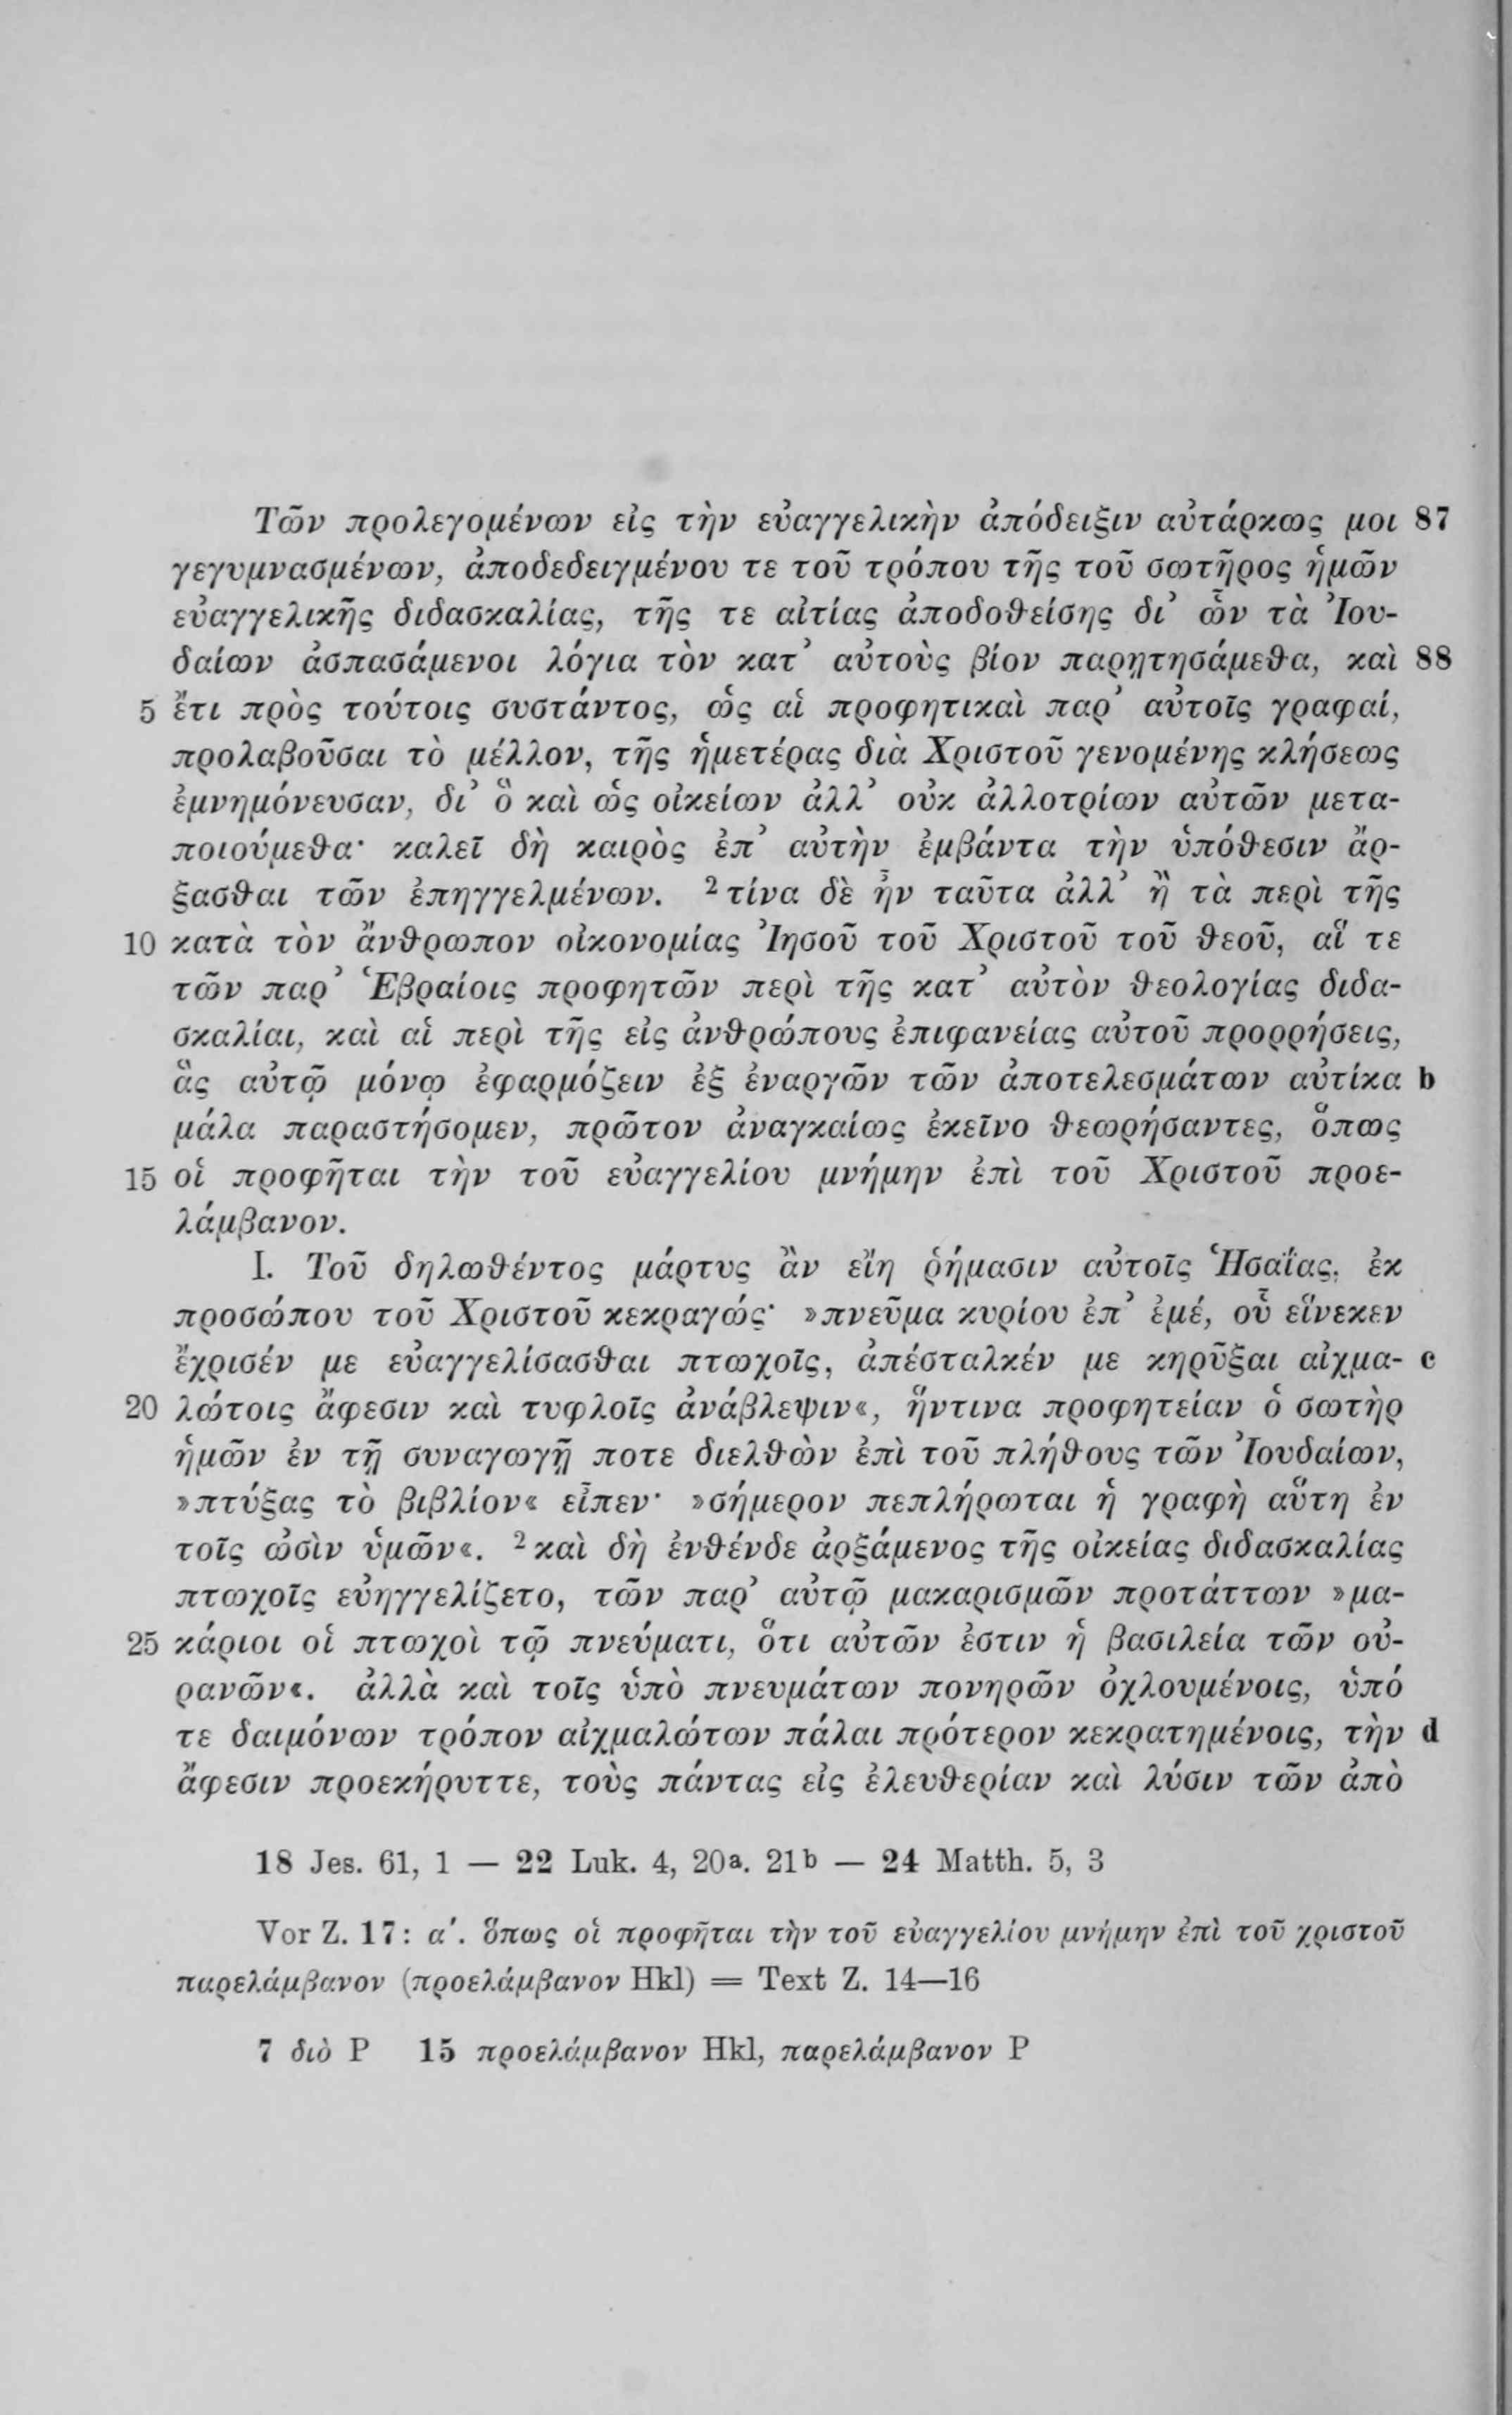 Τῶν προλεγομένων εἰς τὴν εὐαγγελικὴν ἀπόδειξιν αὐτάρκως μοι 87
γεγυμνασμένων, ἀποδεδειγμένου τε τοῦ τρόπου τῆς τοῦ σωτῆρος ἡμῶν
εὐαγγελικῆς διδασκαλίας, τῆς τε αἰτίας ἀποδοθείσης δι’ ὧν τὰ Ἰου-
δαίων ἀσπασάμενοι λόγια τὸν κατ’ αὐτοὺς βίον παρῃτησάμεθα, καὶ 88
5 ἔτι πρὸς τούτοις συστάντος, ὡς αἱ προφητικαὶ παρ’ αὐτοῖς γραφαί,
προλαβοῦσαι τὸ μέλλον, τῆς ἡμετέρας διὰ Χριστοῦ γενομένης κλήσεως
ἐμνημόνευσαν, δι’ ὃ καὶ ὡς οἰκείων ἀλλ’ οὐκ ἀλλοτρίων αὐτῶν μετα-
ποιούμεθα· καλεῖ δὴ καιρὸς ἐπ’ αὐτὴν ἐμβάντα τὴν ὑπόθεσιν ἄρ-
ξασθαι τῶν ἐπηγγελμένων. ²τίνα δὲ ἦν ταῦτα ἀλλ’ ἢ τὰ περὶ τῆς
10 κατὰ τὸν ἄνθρωπον οἰκονομίας Ἰησοῦ τοῦ Χριστοῦ τοῦ θεοῦ, αἵ τε
τῶν παρ’ Ἑβραίοις προφητῶν περὶ τῆς κατ’ αὐτὸν θεολογίας διδα-
σκαλίαι, καὶ αἱ περὶ τῆς εἰς ἀνθρώπους ἐπιφανείας αὐτοῦ προρρήσεις,
ἃς αὐτῷ μόνῳ ἐφαρμόζειν ἐξ ἐναργῶν τῶν ἀποτελεσμάτων αὐτίκα b
μάλα παραστήσομεν, πρῶτον ἀναγκαίως ἐκεῖνο θεωρήσαντες, ὅπως
15 οἱ προφῆται τὴν τοῦ εὐαγγελίου μνήμην ἐπὶ τοῦ Χριστοῦ προε-
λάμβανον.
I. Τοῦ δηλωθέντος μάρτυς ἂν εἴη ῥήμασιν αὐτοῖς Ἡσαΐας, ἐκ
προσώπου τοῦ Χριστοῦ κεκραγώς· »πνεῦμα κυρίου ἐπ’ ἐμέ, οὗ εἵνεκεν
ἔχρισέν με εὐαγγελίσασθαι πτωχοῖς, ἀπέσταλκέν με κηρῦξαι αἰχμα- c
20 λώτοις ἄφεσιν καὶ τυφλοῖς ἀνάβλεψιν«, ἥντινα προφητείαν ὁ σωτὴρ
ἡμῶν ἐν τῇ συναγωγῇ ποτε διελθὼν ἐπὶ τοῦ πλήθους τῶν Ἰουδαίων,
»πτύξας τὸ βιβλίον« εἶπεν· »σήμερον πεπλήρωται ἡ γραφὴ αὕτη ἐν
τοῖς ὠσὶν ὑμῶν«. ²καὶ δὴ ἐνθένδε ἀρξάμενος τῆς οἰκείας διδασκαλίας
πτωχοῖς εὐηγγελίζετο, τῶν παρ’ αὐτῷ μακαρισμῶν προτάττων »μα-
25 κάριοι οἱ πτωχοὶ τῷ πνεύματι, ὅτι αὐτῶν ἐστιν ἡ βασιλεία τῶν οὐ-
ρανῶν«. ἀλλὰ καὶ τοῖς ὑπὸ πνευμάτων πονηρῶν ὀχλουμένοις, ὑπό
τε δαιμόνων τρόπον αἰχμαλώτων πάλαι πρότερον κεκρατημένοις, τὴν d
ἄφεσιν προεκήρυττε, τοὺς πάντας εἰς ἐλευθερίαν καὶ λύσιν τῶν ἀπὸ
18 Jes. 61, 1 — 22 Luk. 4, 20a. 21b — 24 Matth. 5, 3
Vor Z. 17: α′. ὅπως οἱ προφῆται τὴν τοῦ εὐαγγελίου μνήμην ἐπὶ τοῦ χριστοῦ
παρελάμβανον (προελάμβανον Hkl) = Text Z. 14—16
7 διὸ P 15 προελάμβανον Hkl, παρελάμβανον P